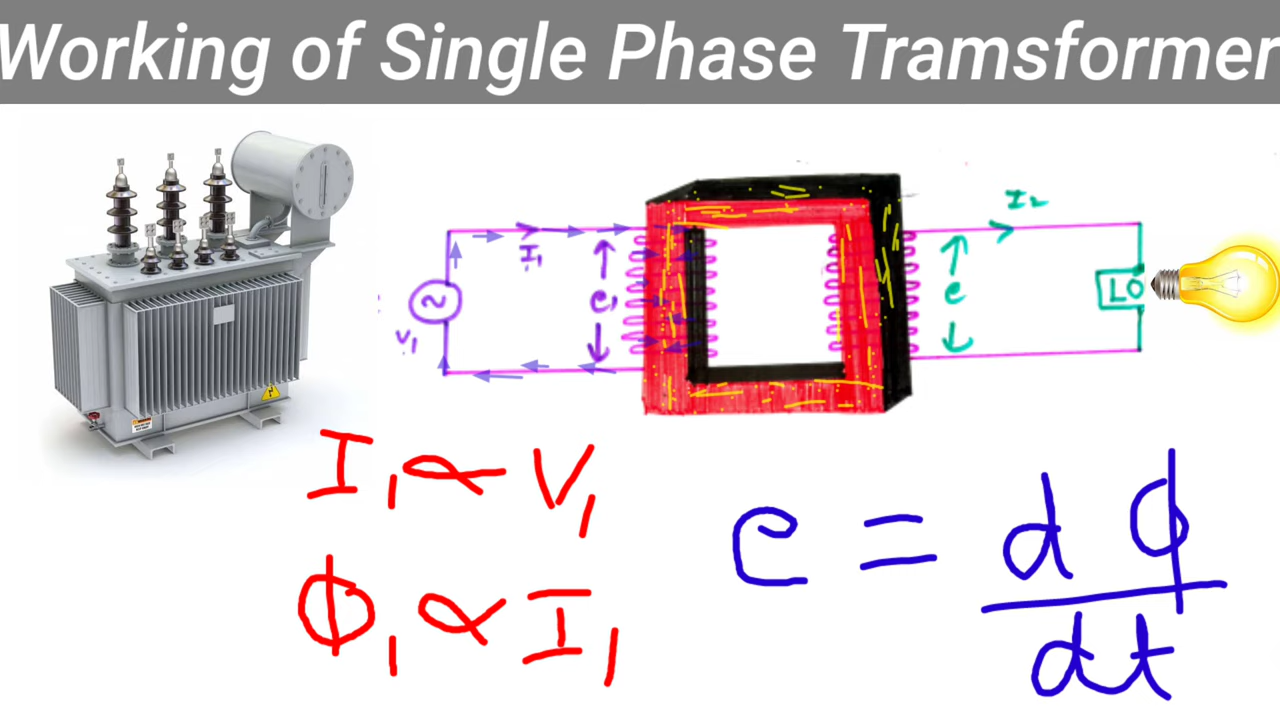 Working of Single Phase Tramsformer
I₂
I₁
e₁
e
LO
V₁
I₁ ∝ V₁
ϕ₁ ∝ I₁
e = dϕ/dt